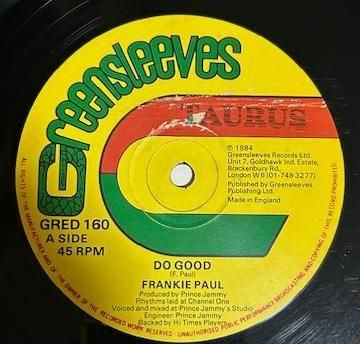 Greensleeves
TAURUS
℗ 1984
Greensleeves Records Ltd.
Unit 7, Goldhawk Ind. Estate,
Brackenbury Rd,
London W6 (01-749 3277)
Published by Greensleeves
Publishing Ltd.
Made in England
GRED 160
A SIDE
45 RPM
DO GOOD
(F. Paul)
FRANKIE PAUL
Produced by Prince Jammy
Rhythms laid at Channel One
Voiced and mixed at Prince Jammy's Studio
Engineer: Prince Jammy
Backed by Hi Times Players
ALL RIGHTS OF THE MANUFACTURER AND OF THE OWNER OF THE RECORDED WORK RESERVED · UNAUTHORISED PUBLIC PERFORMANCE BROADCASTING AND COPYING OF THIS RECORD PROHIBITED.